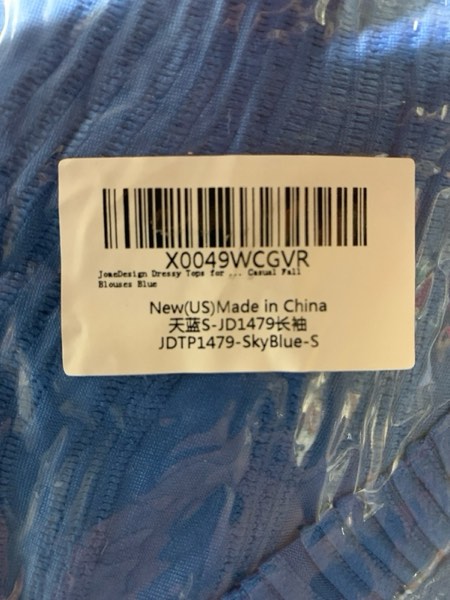 X0049WCGVR
JomeDesign Dressy Tops for ... Casual Fall
Blouses Blue
New(US)Made in China
天蓝S-JD1479长袖
JDTP1479-SkyBlue-S